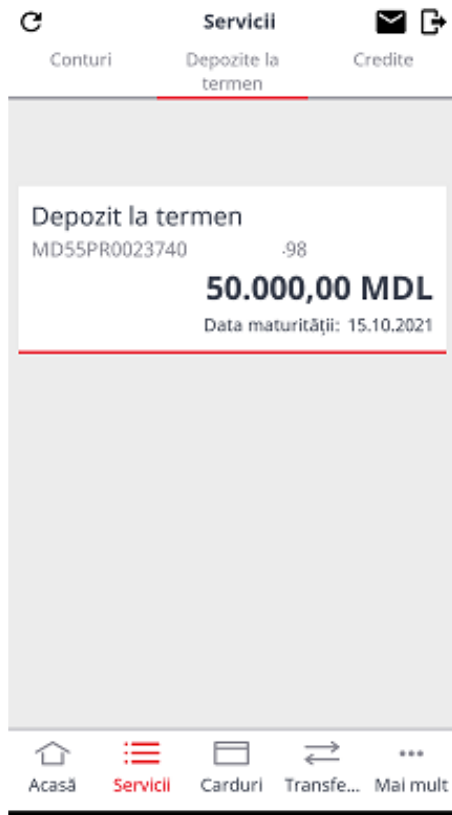 Servicii
Conturi
Depozite la
termen
Credite
Depozit la termen
MD55PR0023740 -98
50.000,00 MDL
Data maturității: 15.10.2021
Acasă
Servicii
Carduri
Transfe...
Mai mult